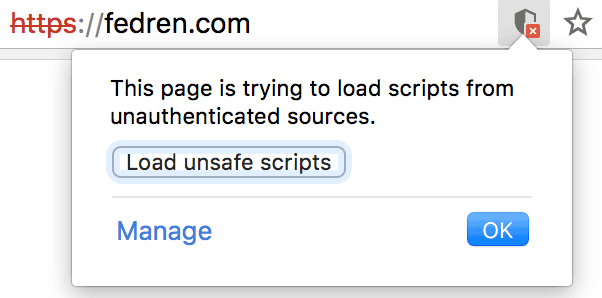 https://fedren.com
This page is trying to load scripts from
unauthenticated sources.
Load unsafe scripts
Manage
OK